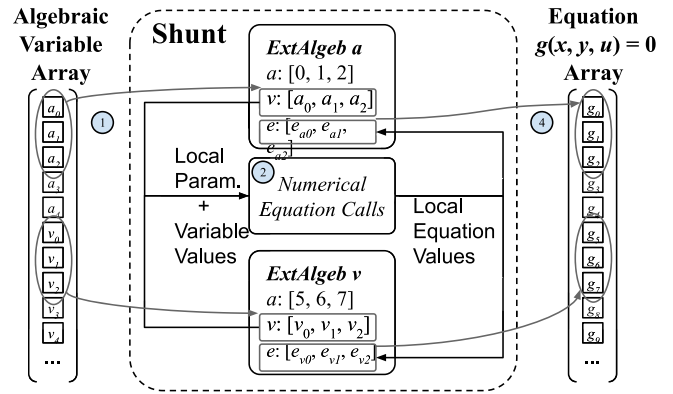 Algebraic
Variable
Array
a0
a1
a2
a3
a4
v0
v1
v2
v3
v4
...
1
Shunt
ExtAlgeb a
a: [0, 1, 2]
v: [a0, a1, a2]
e: [ea0, ea1,
ea2]
Local
Param.
+
Variable
Values
2
Numerical
Equation Calls
Local
Equation
Values
ExtAlgeb v
a: [5, 6, 7]
v: [v0, v1, v2]
e: [ev0, ev1, ev2]
4
Equation
g(x, y, u) = 0
Array
g0
g1
g2
g3
g4
g5
g6
g7
g8
g9
...